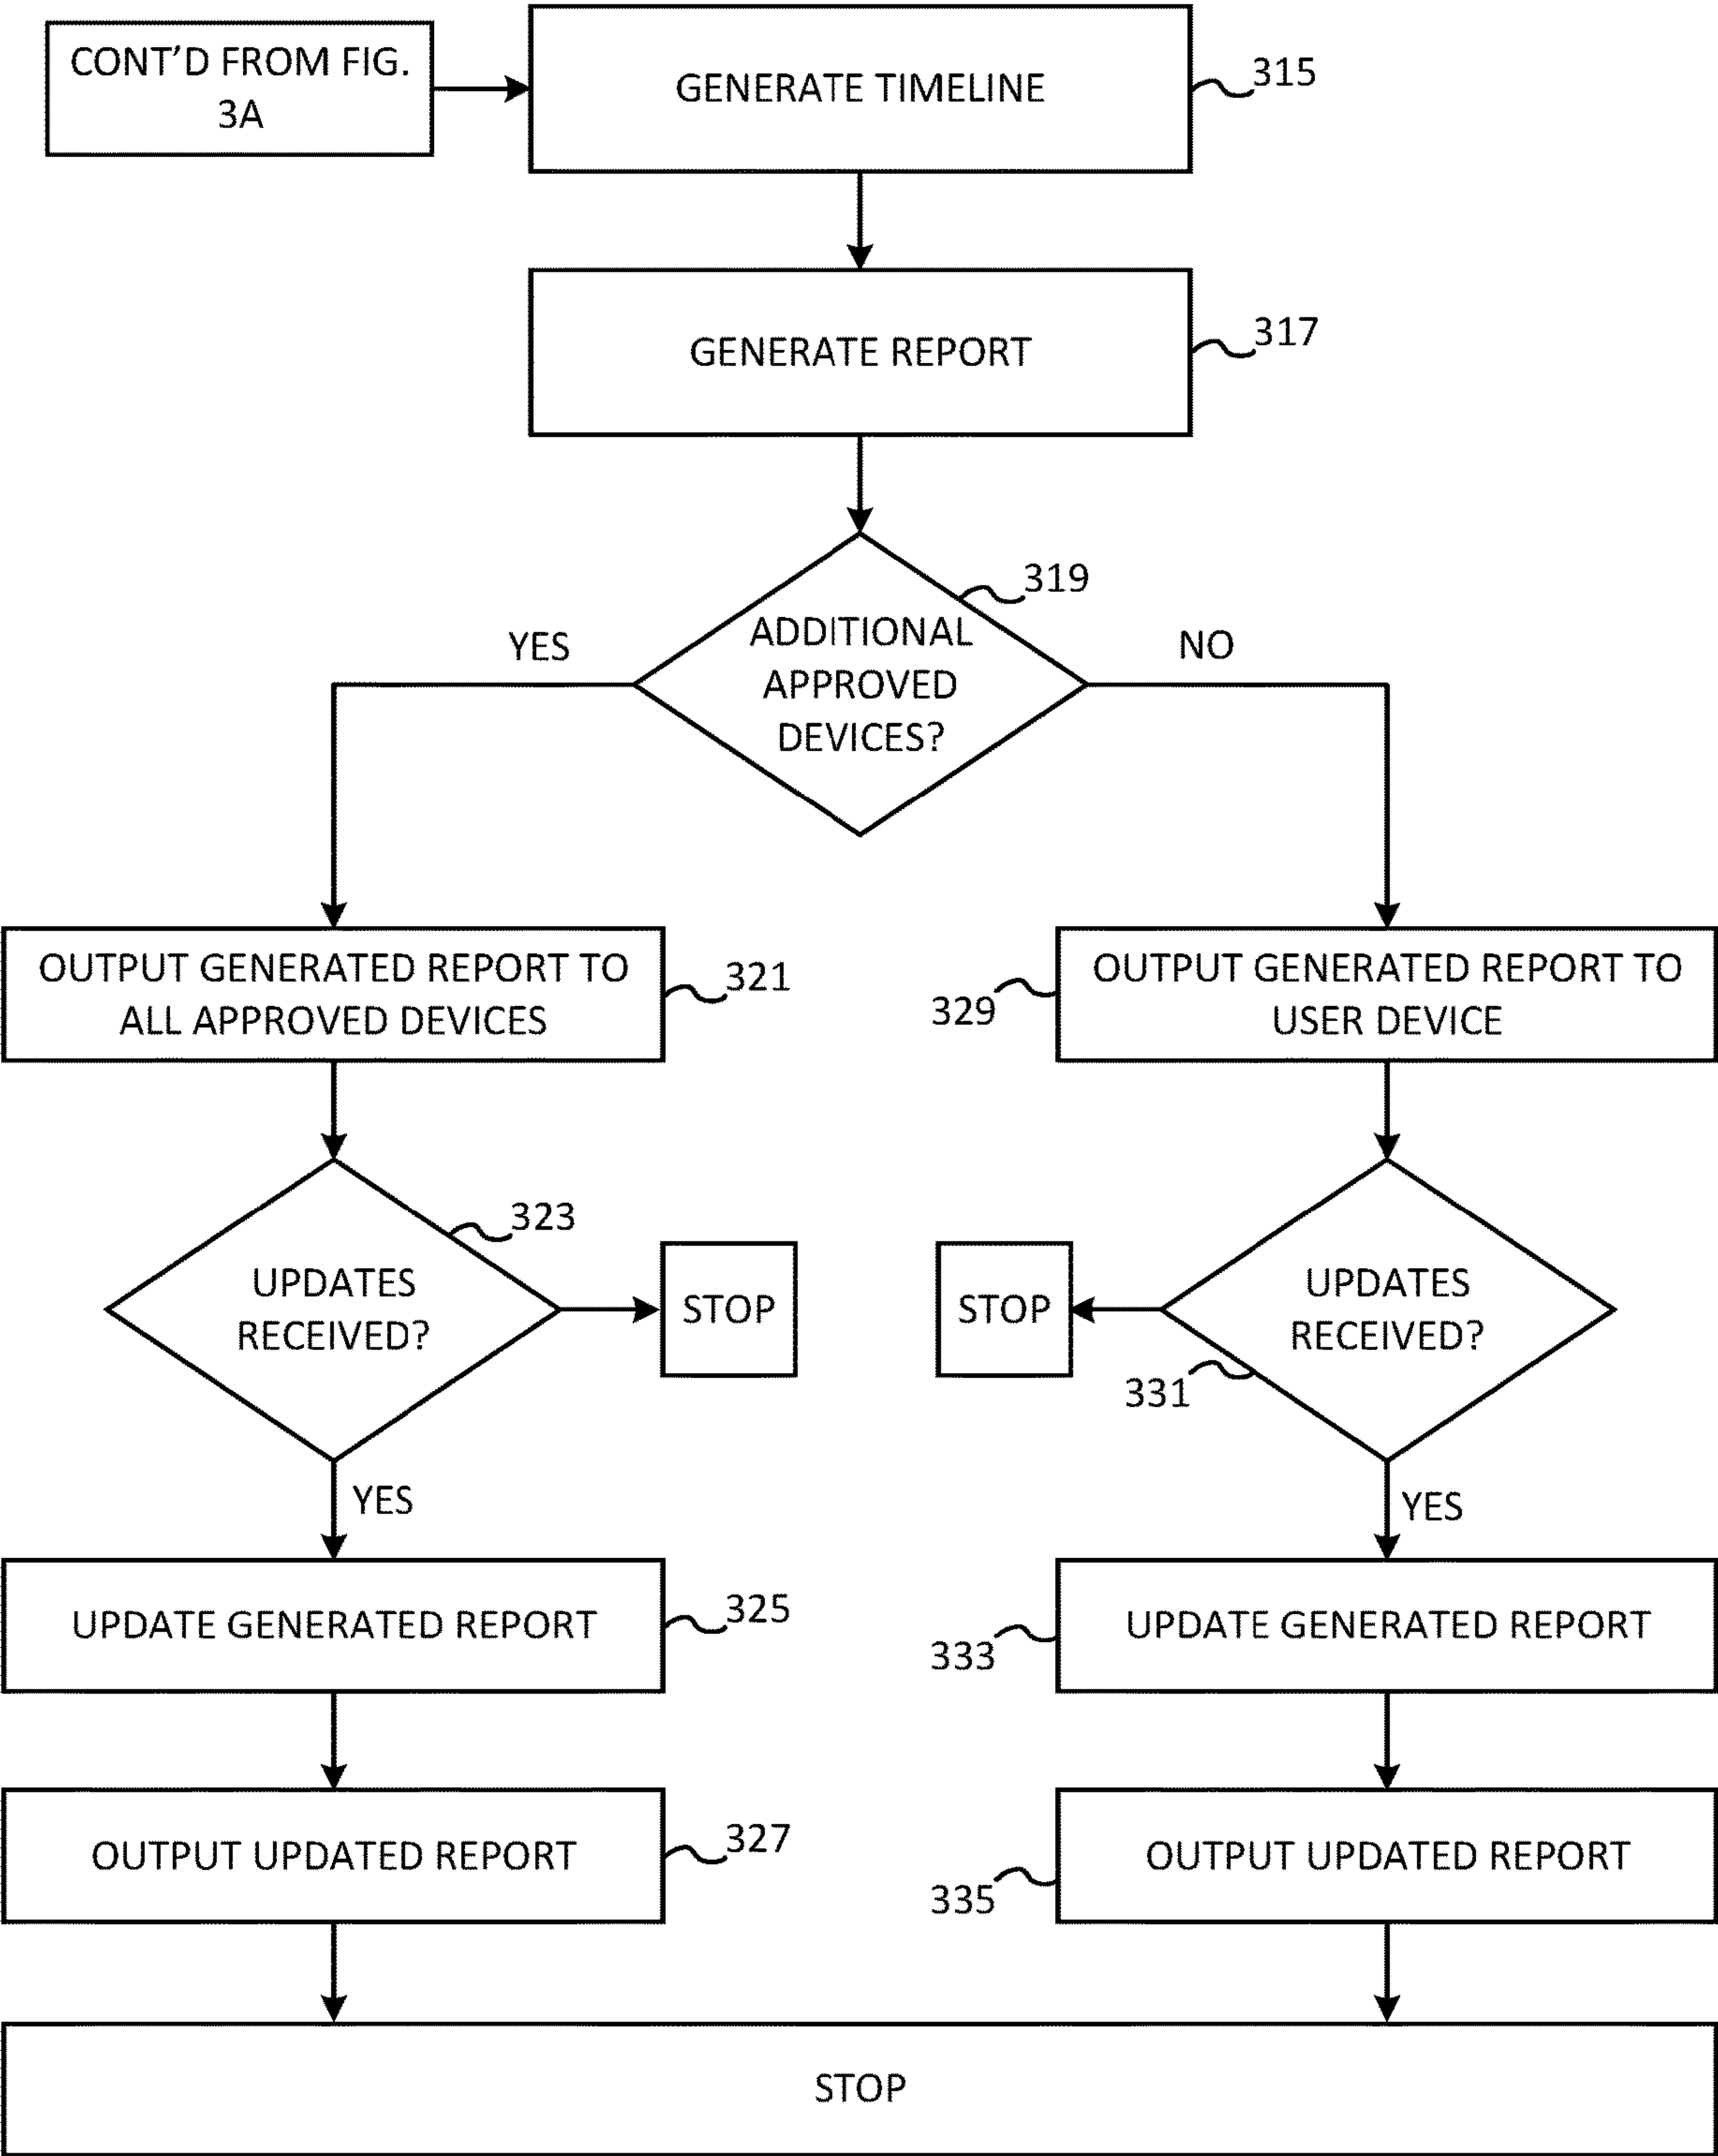 CONT'D FROM FIG.
3A
GENERATE TIMELINE
315
GENERATE REPORT
317
319
YES
ADDITIONAL
APPROVED
DEVICES?
NO
OUTPUT GENERATED REPORT TO
ALL APPROVED DEVICES
321
329
OUTPUT GENERATED REPORT TO
USER DEVICE
323
UPDATES
RECEIVED?
STOP
STOP
UPDATES
RECEIVED?
331
YES
YES
UPDATE GENERATED REPORT
325
333
UPDATE GENERATED REPORT
OUTPUT UPDATED REPORT
327
335
OUTPUT UPDATED REPORT
STOP